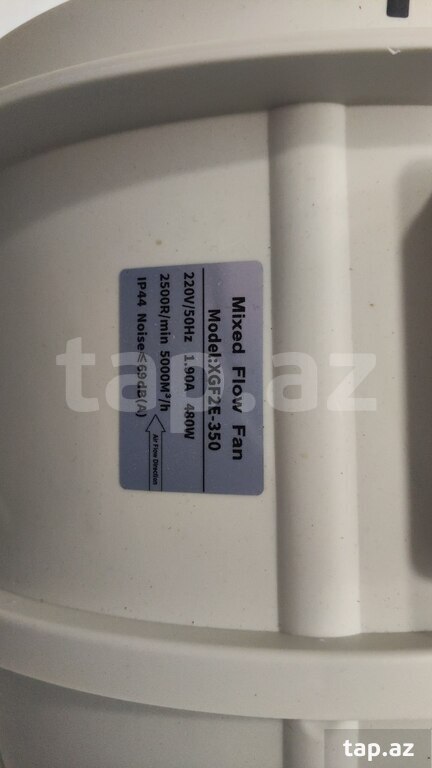 Mixed Flow Fan
Model:XGF2E-350
220V/50Hz 1.90A 480W
2500R/min 5000M³/h
IP44 Noise≤69dB(A)
Air Flow Direction
tap.az
tap.az